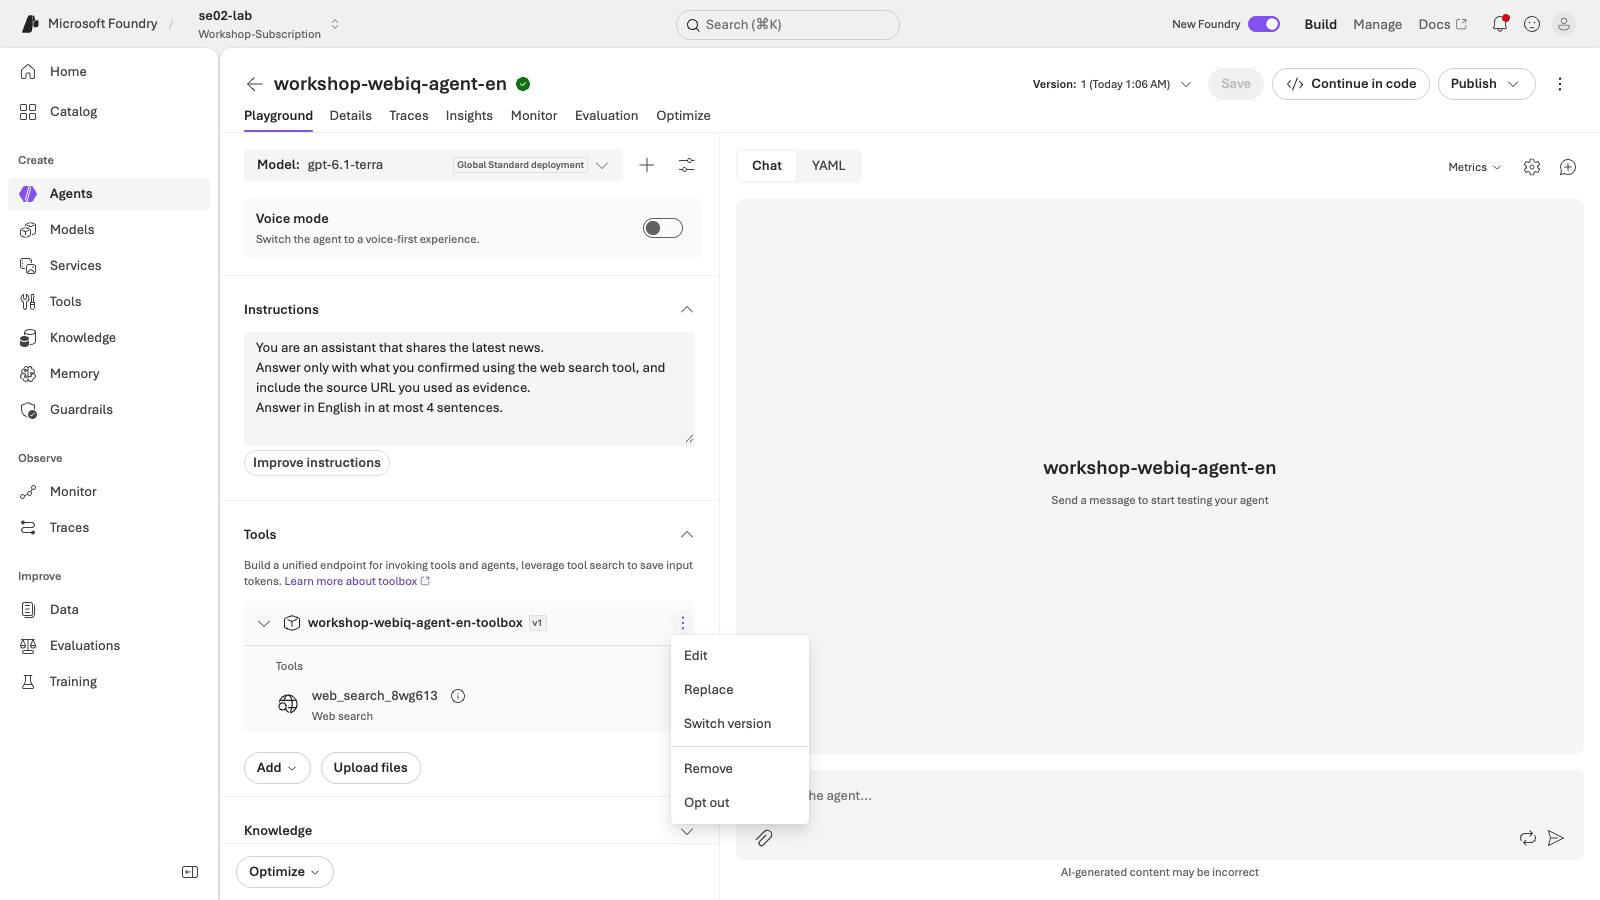 Microsoft Foundry
/
se02-lab
Workshop-Subscription
Search (⌘K)
New Foundry
Build
Manage
Docs
Home
Catalog
Create
Agents
Models
Services
Tools
Knowledge
Memory
Guardrails
Observe
Monitor
Traces
Improve
Data
Evaluations
Training
workshop-webiq-agent-en
Version: 1 (Today 1:06 AM)
Save
Continue in code
Publish
Playground
Details
Traces
Insights
Monitor
Evaluation
Optimize
Model: gpt-6.1-terra
Global Standard deployment
Voice mode
Switch the agent to a voice-first experience.
Instructions
You are an assistant that shares the latest news.
Answer only with what you confirmed using the web search tool, and
include the source URL you used as evidence.
Answer in English in at most 4 sentences.
Improve instructions
Tools
Build a unified endpoint for invoking tools and agents, leverage tool search to save input
tokens. Learn more about toolbox
workshop-webiq-agent-en-toolbox
v1
Tools
web_search_8wg613
Web search
Add
Upload files
Knowledge
Optimize
Edit
Replace
Switch version
Remove
Opt out
Chat
YAML
Metrics
workshop-webiq-agent-en
Send a message to start testing your agent
agent...
AI-generated content may be incorrect